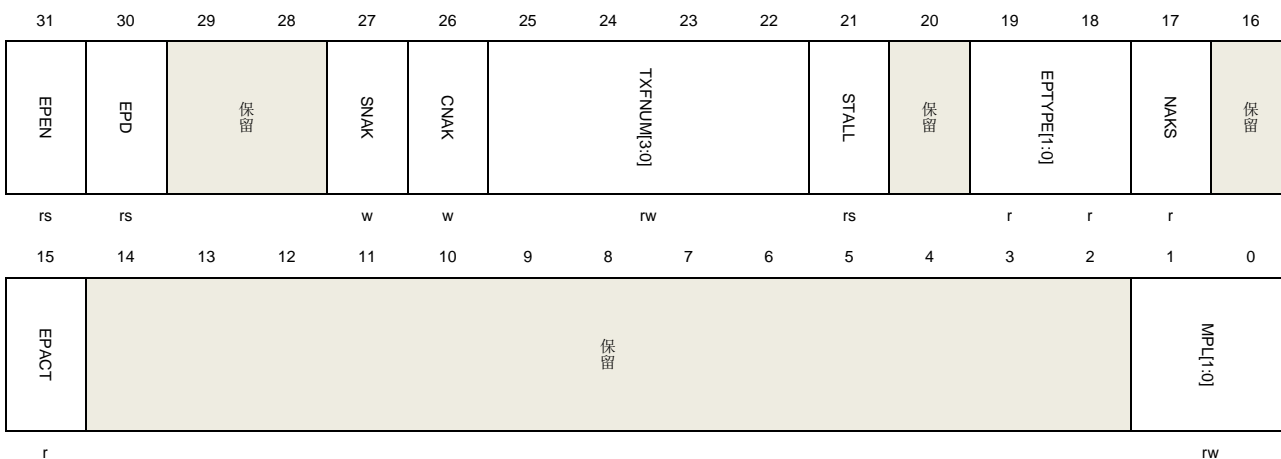 31 30 29 28 27 26 25 24 23 22 21 20 19 18 17 16
EPEN EPD 保留 SNAK CNAK TXFNUM[3:0] STALL 保留 EPTYPE[1:0] NAKS 保留
rs rs w w rw rs r r r
15 14 13 12 11 10 9 8 7 6 5 4 3 2 1 0
EPACT 保留 MPL[1:0]
r rw